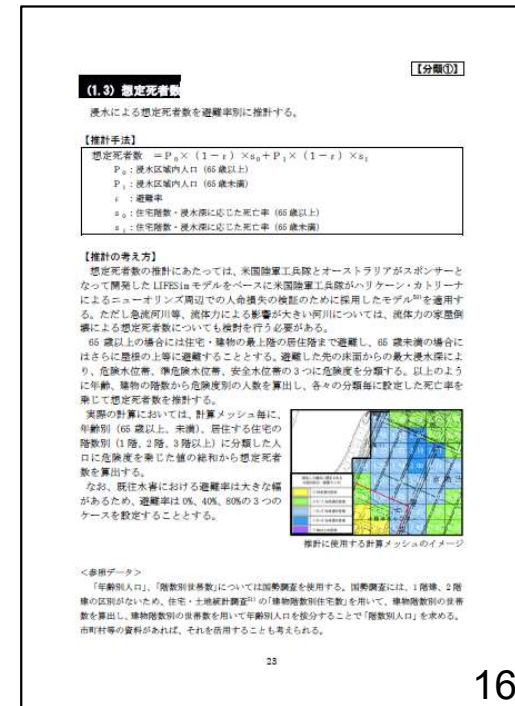 【分類①】
(1.3) 想定死者数
浸水による想定死者数を避難率別に推計する。
【推計手法】
想定死者数 ＝P₀×（1－ε）×s₀＋P₁×（1－ε）×s₁
P₀：浸水区域内人口（65 歳以上）
P₁：浸水区域内人口（65 歳未満）
ε ：避難率
s₀：住宅階数・浸水深に応じた死亡率（65 歳以上）
s₁：住宅階数・浸水深に応じた死亡率（65 歳未満）
【推計の考え方】
想定死者数の推計にあたっては、米国陸軍工兵隊とオーストラリアがスポンサーと
なって開発した LIFESim モデルをベースに米国陸軍工兵隊がハリケーン・カトリーナ
によるニューオリンズ周辺での人命損失の検証のために採用したモデル²⁰⁾を適用す
る。ただし急流河川等、流体力による影響が大きい河川については、流体力の家屋倒
壊による想定死者数についても検討を行う必要がある。
65 歳以上の場合には住宅・建物の最上階の居住階まで避難し、65 歳未満の場合に
はさらに屋根の上等に避難することとする。避難した先の床面からの最大浸水深によ
り、危険水位帯、準危険水位帯、安全水位帯の３つに危険度を分類する。以上のよう
に年齢、建物の階数から危険度別の人数を算出し、各々の分類毎に設定した死亡率を
乗じて想定死者数を推計する。
実際の計算においては、計算メッシュ毎に、
年齢別（65 歳以上、未満）、居住する住宅の
階数別（1 階、2 階、3 階以上）に分類した人
口に危険度を乗じた値の総和から想定死者
数を算出する。
なお、既往水害における避難率は大きな幅
があるため、避難率は 0%、40%、80%の３つの
ケースを設定することとする。
推計に使用する計算メッシュのイメージ
＜参照データ＞
「年齢別人口」、「階数別世帯数」については国勢調査を使用する。国勢調査には、1 階建、2 階
建の区別がないため、住宅・土地統計調査²¹⁾の「建物階数別住宅数」を用いて、建物階数別の世帯
数を算出し、建物階数別の世帯数を用いて年齢別人口を按分することで「階数別人口」を求める。
市町村等の資料があれば、それを活用することも考えられる。
23
16